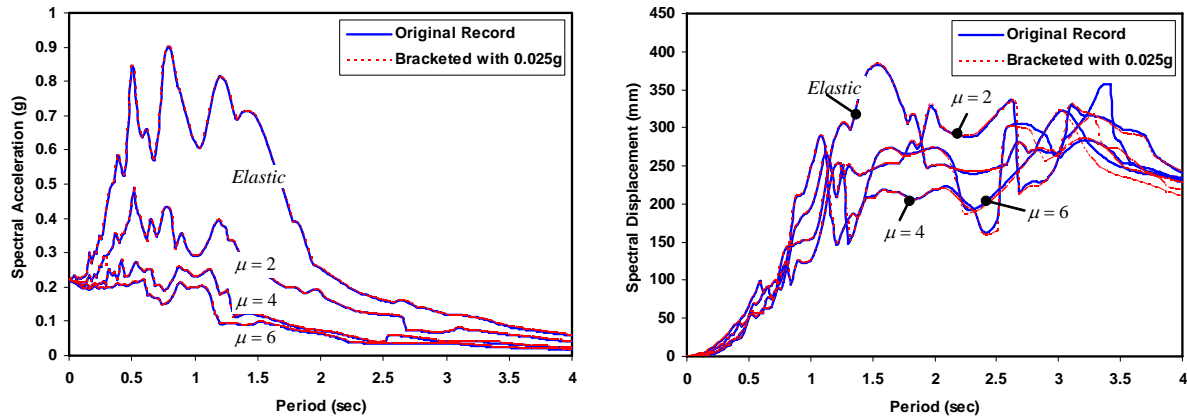 Spectral Acceleration (g)
1
0.9
0.8
0.7
0.6
0.5
0.4
0.3
0.2
0.1
0
Original Record
Bracketed with 0.025g
Elastic
μ = 2
μ = 4
μ = 6
0 0.5 1 1.5 2 2.5 3 3.5 4
Period (sec)
Spectral Displacement (mm)
450
400
350
300
250
200
150
100
50
0
Original Record
Bracketed with 0.025g
Elastic
μ = 2
μ = 4
μ = 6
0 0.5 1 1.5 2 2.5 3 3.5 4
Period (sec)